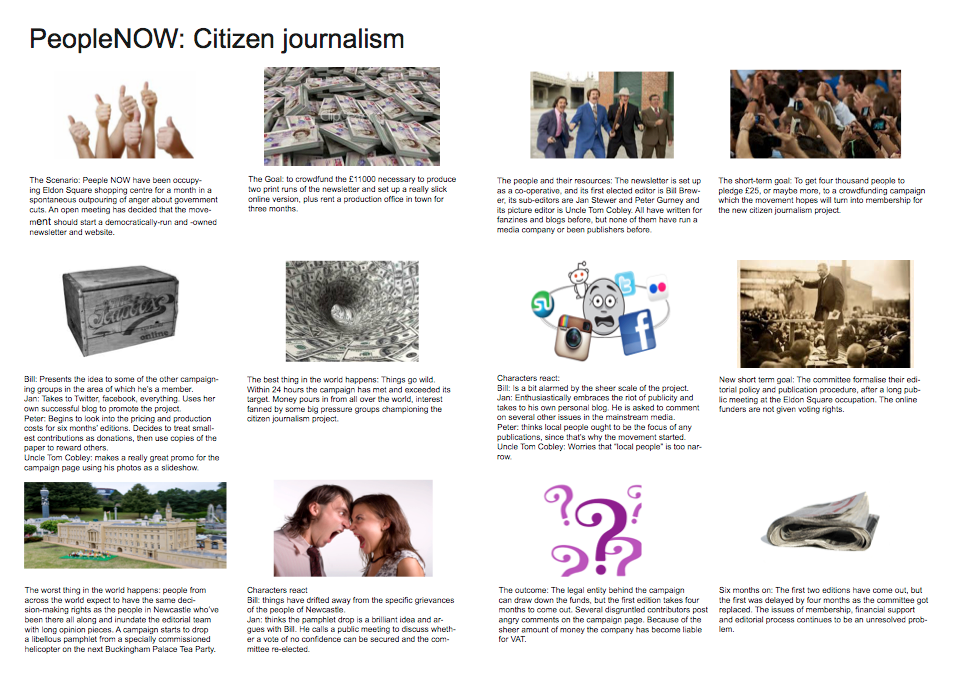 PeopleNOW: Citizen journalism
The Scenario: People NOW have been occupy-
ing Eldon Square shopping centre for a month in a
spontaneous outpouring of anger about government
cuts. An open meeting has decided that the move-
ment should start a democratically-run and -owned
newsletter and website.
The Goal: to crowdfund the £11000 necessary to produce
two print runs of the newsletter and set up a really slick
online version, plus rent a production office in town for
three months.
The people and their resources: The newsletter is set up
as a co-operative, and its first elected editor is Bill Brew-
er, its sub-editors are Jan Stewer and Peter Gurney and
its picture editor is Uncle Tom Cobley. All have written for
fanzines and blogs before, but none of them have run a
media company or been publishers before.
The short-term goal: To get four thousand people to
pledge £25, or maybe more, to a crowdfunding campaign
which the movement hopes will turn into membership for
the new citizen journalism project.
online
Bill: Presents the idea to some of the other campaign-
ing groups in the area of which he's a member.
Jan: Takes to Twitter, facebook, everything. Uses her
own successful blog to promote the project.
Peter: Begins to look into the pricing and production
costs for six months' editions. Decides to treat small-
est contributions as donations, then use copies of the
paper to reward others.
Uncle Tom Cobley: makes a really great promo for the
campaign page using his photos as a slideshow.
The best thing in the world happens: Things go wild.
Within 24 hours the campaign has met and exceeded its
target. Money pours in from all over the world, interest
fanned by some big pressure groups championing the
citizen journalism project.
Characters react:
Bill: Is a bit alarmed by the sheer scale of the project.
Jan: Enthusiastically embraces the riot of publicity and
takes to his own personal blog. He is asked to comment
on several other issues in the mainstream media.
Peter: thinks local people ought to be the focus of any
publications, since that's why the movement started.
Uncle Tom Cobley: Worries that "local people" is too nar-
row.
New short term goal: The committee formalise their edi-
torial policy and publication procedure, after a long pub-
lic meeting at the Eldon Square occupation. The online
funders are not given voting rights.
The worst thing in the world happens: people from
across the world expect to have the same deci-
sion-making rights as the people in Newcastle who've
been there all along and inundate the editorial team
with long opinion pieces. A campaign starts to drop
a libellous pamphlet from a specially commissioned
helicopter on the next Buckingham Palace Tea Party.
Characters react
Bill: things have drifted away from the specific grievances
of the people of Newcastle.
Jan: thinks the pamphlet drop is a brilliant idea and ar-
gues with Bill. He calls a public meeting to discuss wheth-
er a vote of no confidence can be secured and the com-
mittee re-elected.
The outcome: The legal entity behind the campaign
can draw down the funds, but the first edition takes four
months to come out. Several disgruntled contributors post
angry comments on the campaign page. Because of the
sheer amount of money the company has become liable
for VAT.
Six months on: The first two editions have come out, but
the first was delayed by four months as the committee got
replaced. The issues of membership, financial support
and editorial process continues to be an unresolved prob-
lem.